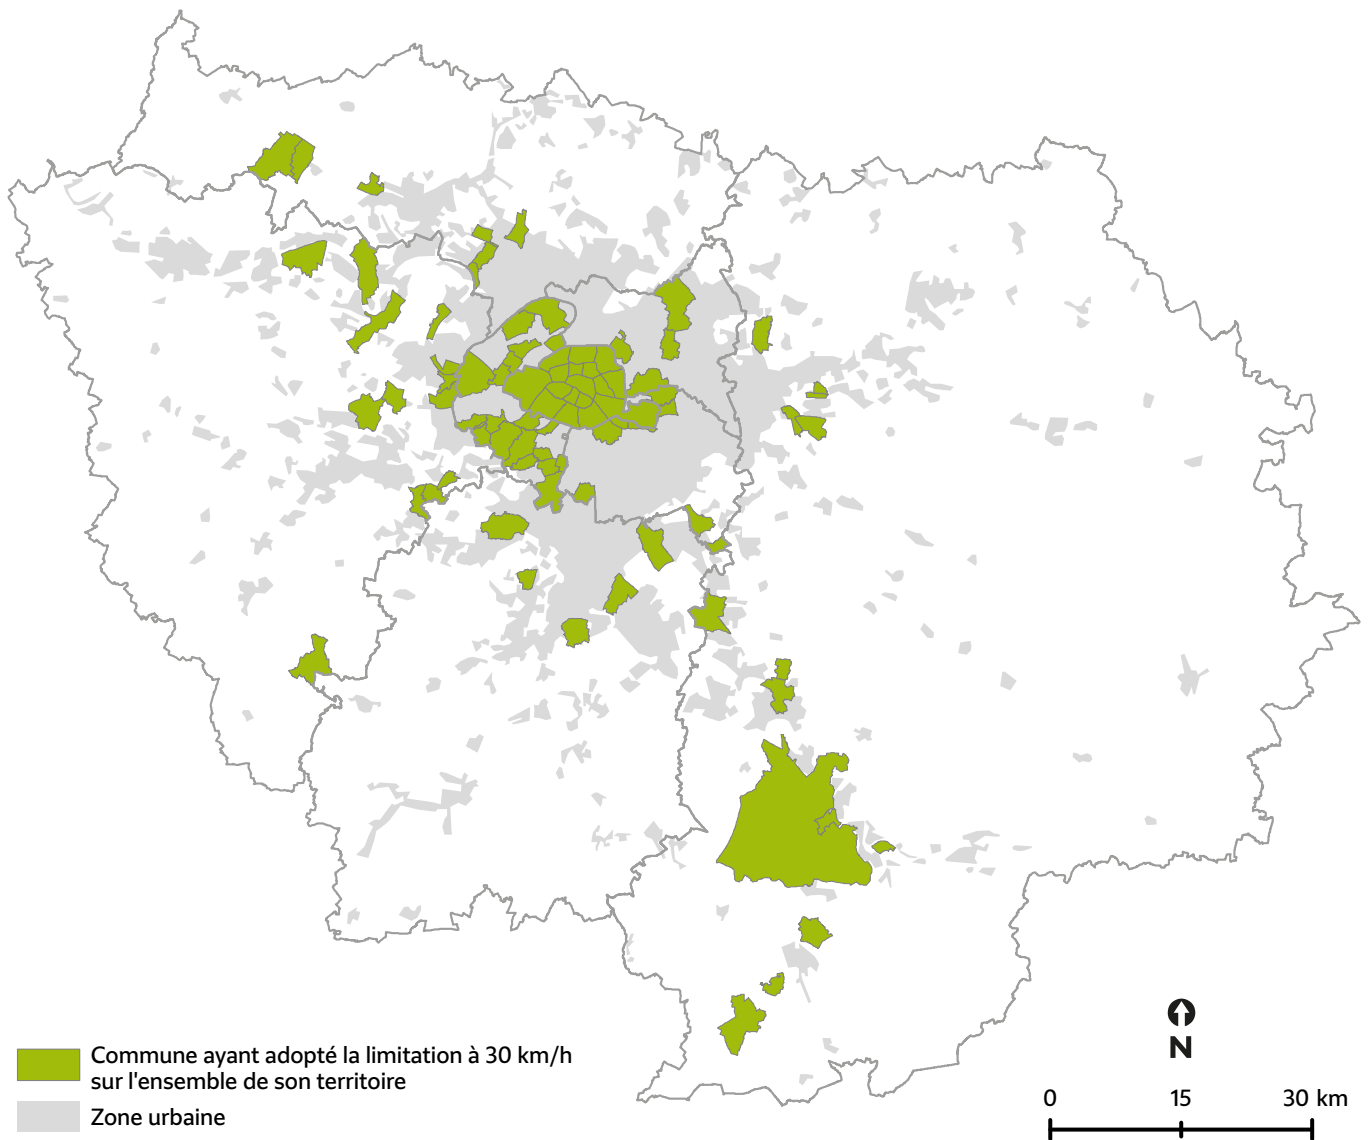 Commune ayant adopté la limitation à 30 km/h
sur l'ensemble de son territoire
Zone urbaine
N
0 15 30 km